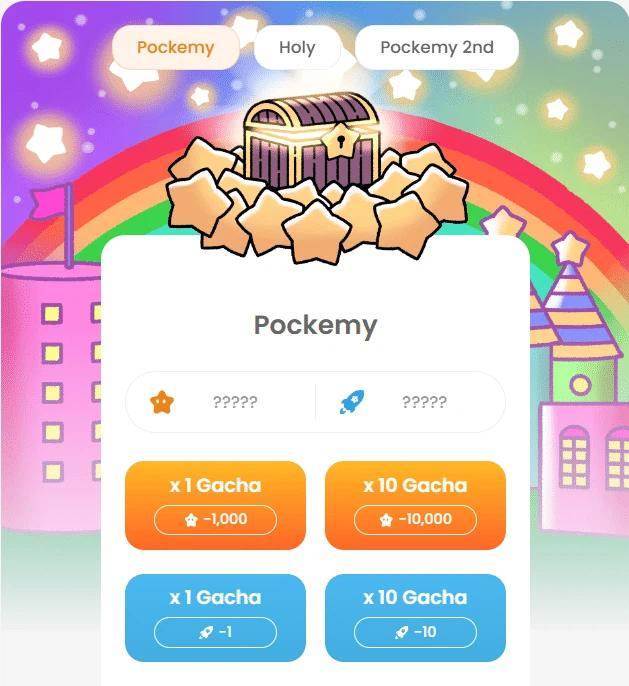 Pockemy
Holy
Pockemy 2nd
Pockemy
?????
?????
x 1 Gacha
-1,000
x 10 Gacha
-10,000
x 1 Gacha
-1
x 10 Gacha
-10